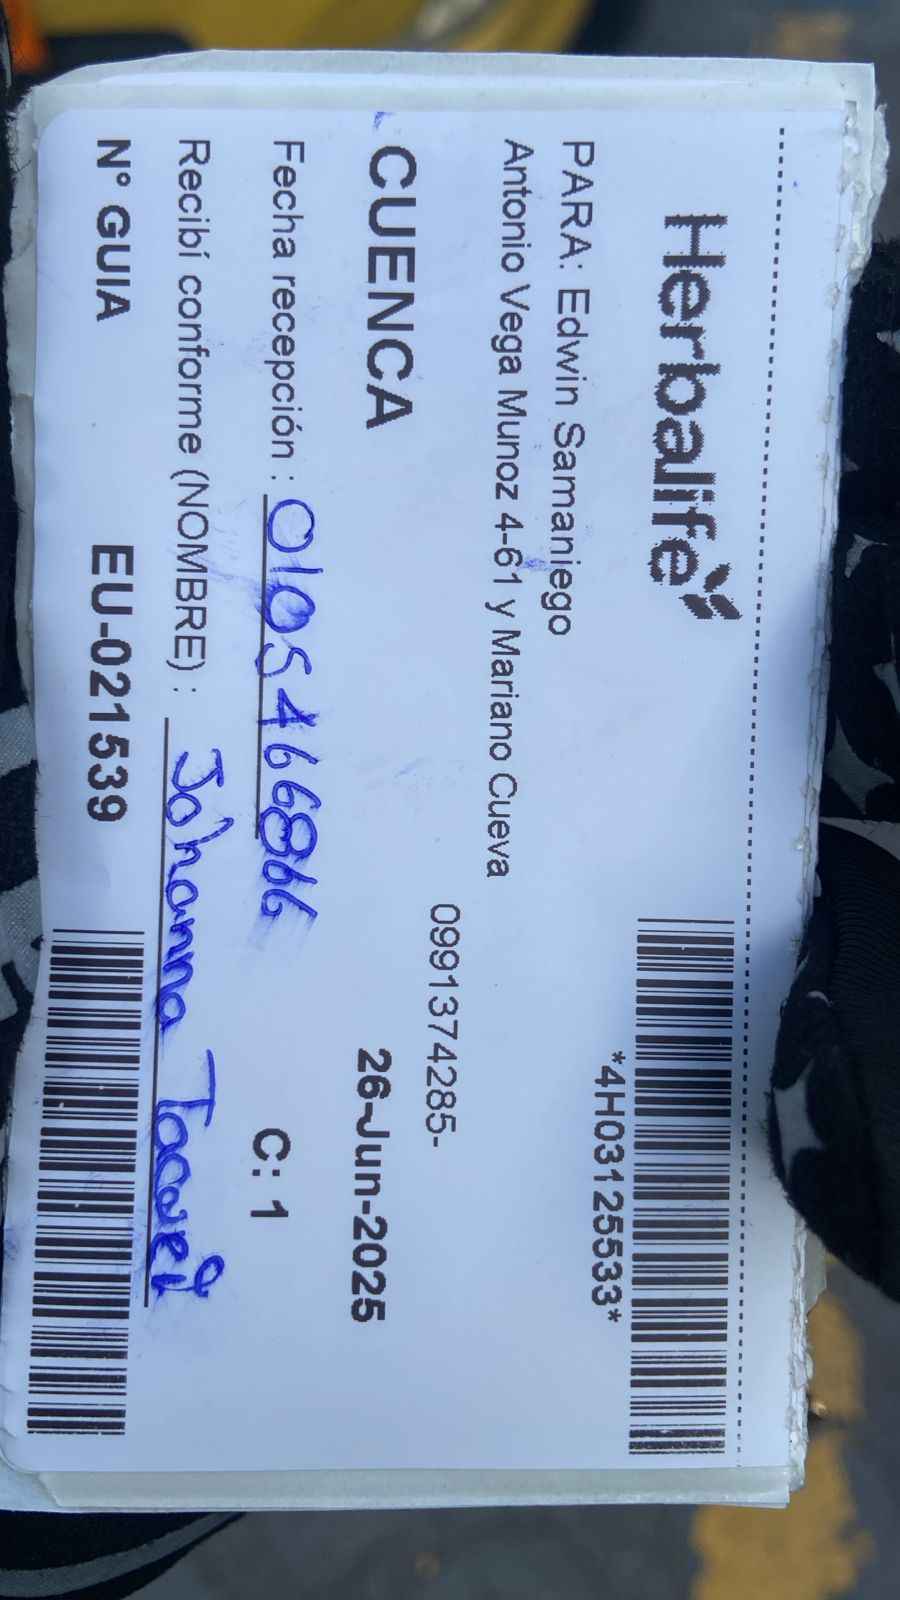 Herbalife
*4H03125533*
PARA: Edwin Samaniego
Antonio Vega Munoz 4-61 y Mariano Cueva
0991374285-
CUENCA 26-Jun-2025
Fecha recepción : 0105466866 C: 1
Recibí conforme (NOMBRE) : Johanna Tacuri
N° GUIA EU-021539